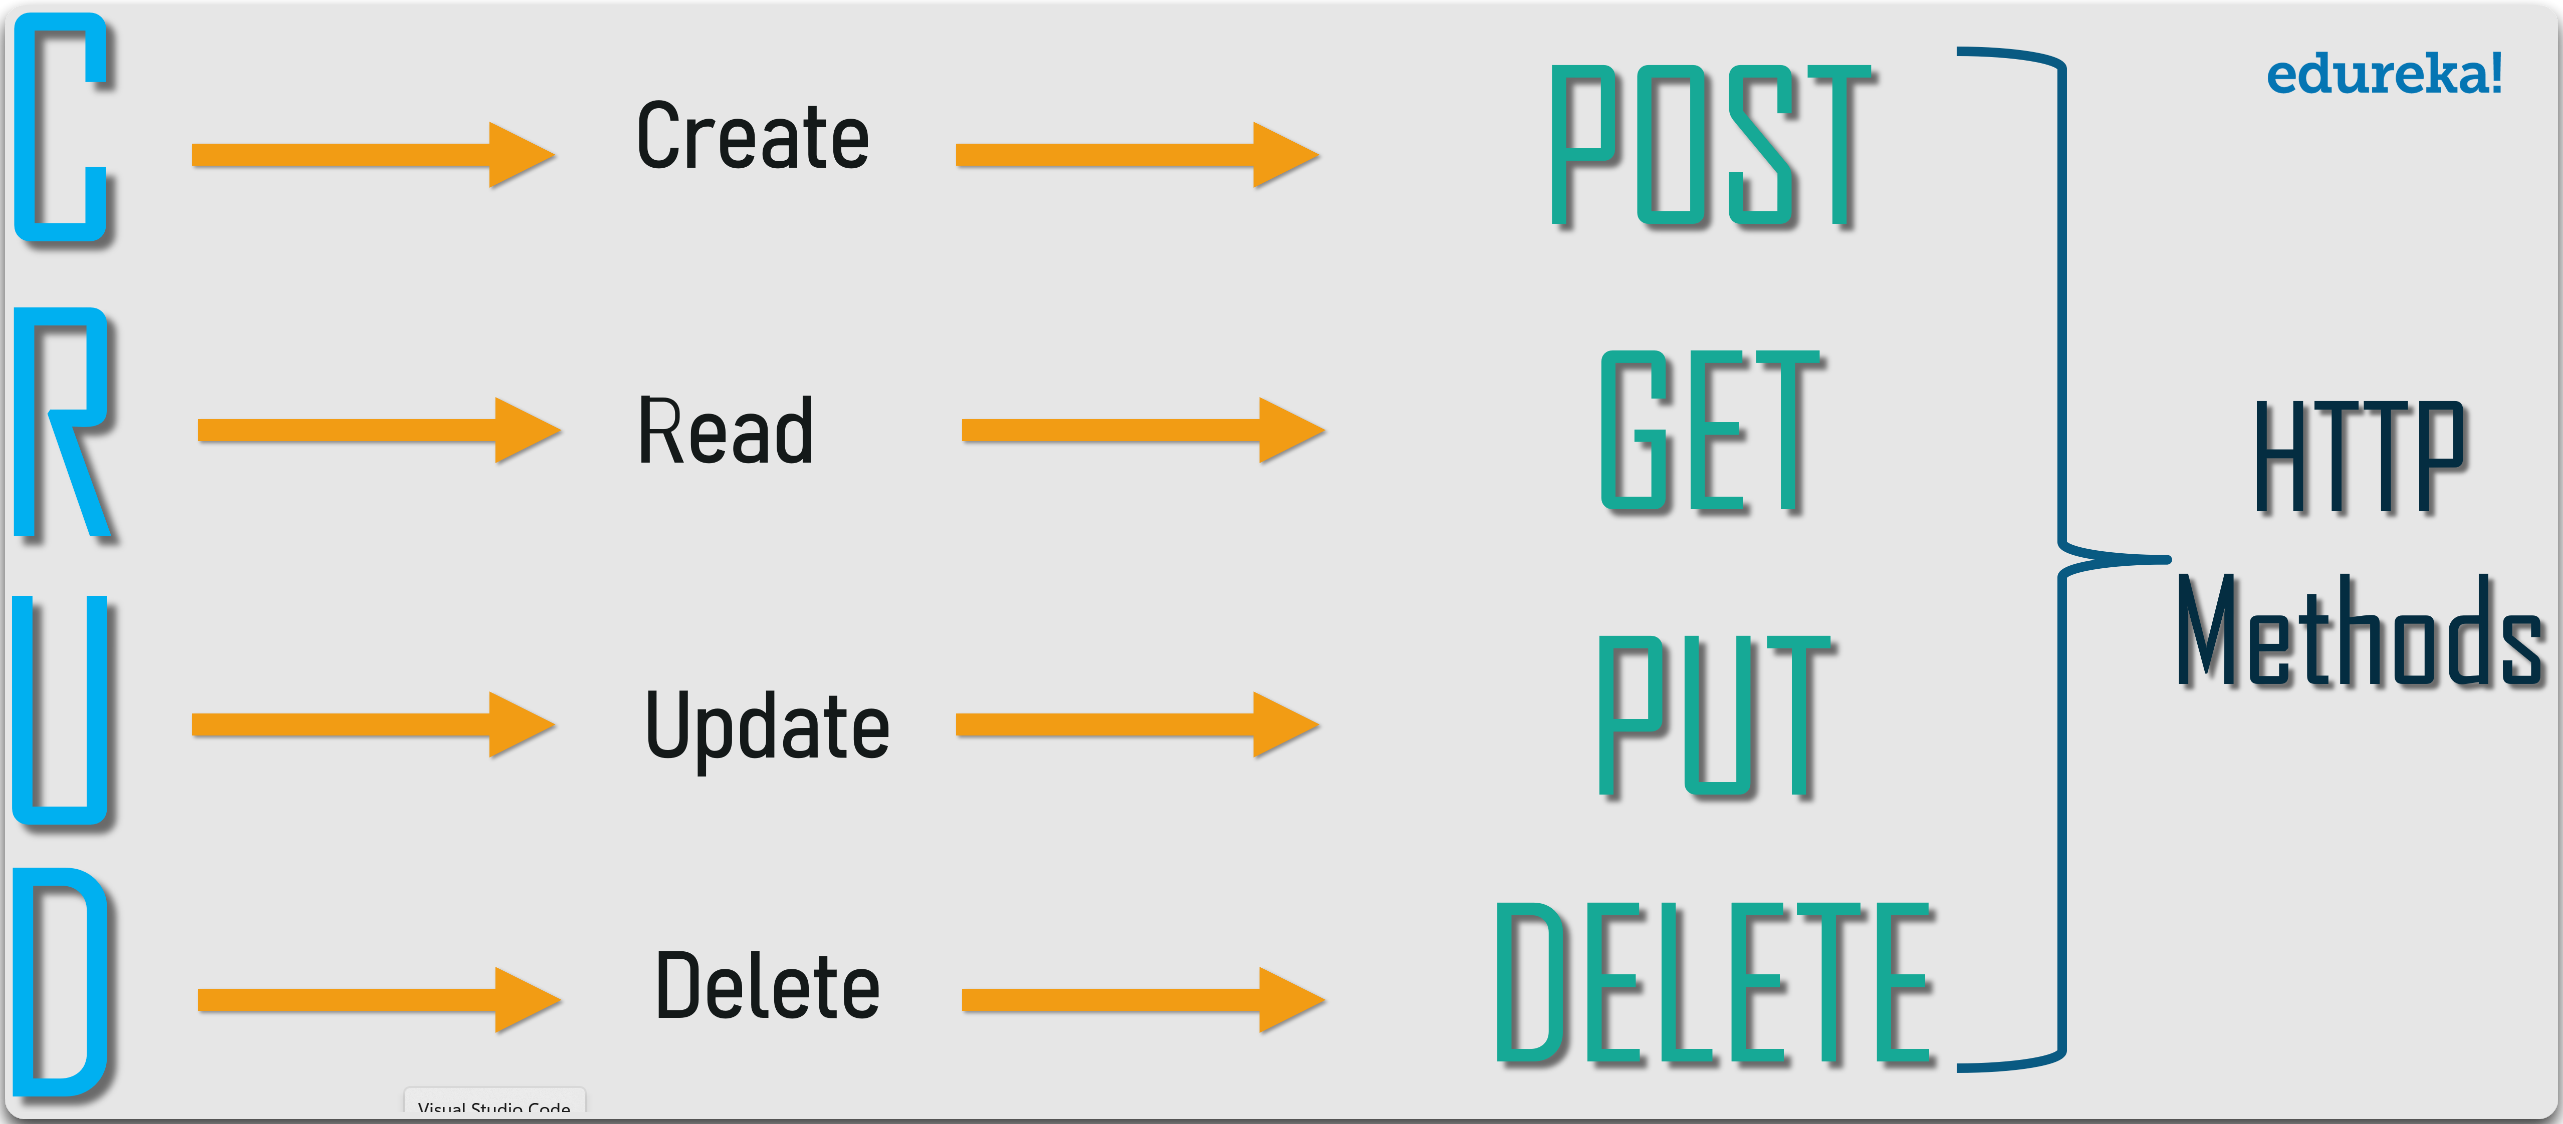 C Create POST
edureka!
R Read GET
HTTP
Methods
U Update PUT
D Delete DELETE
Visual Studio Code